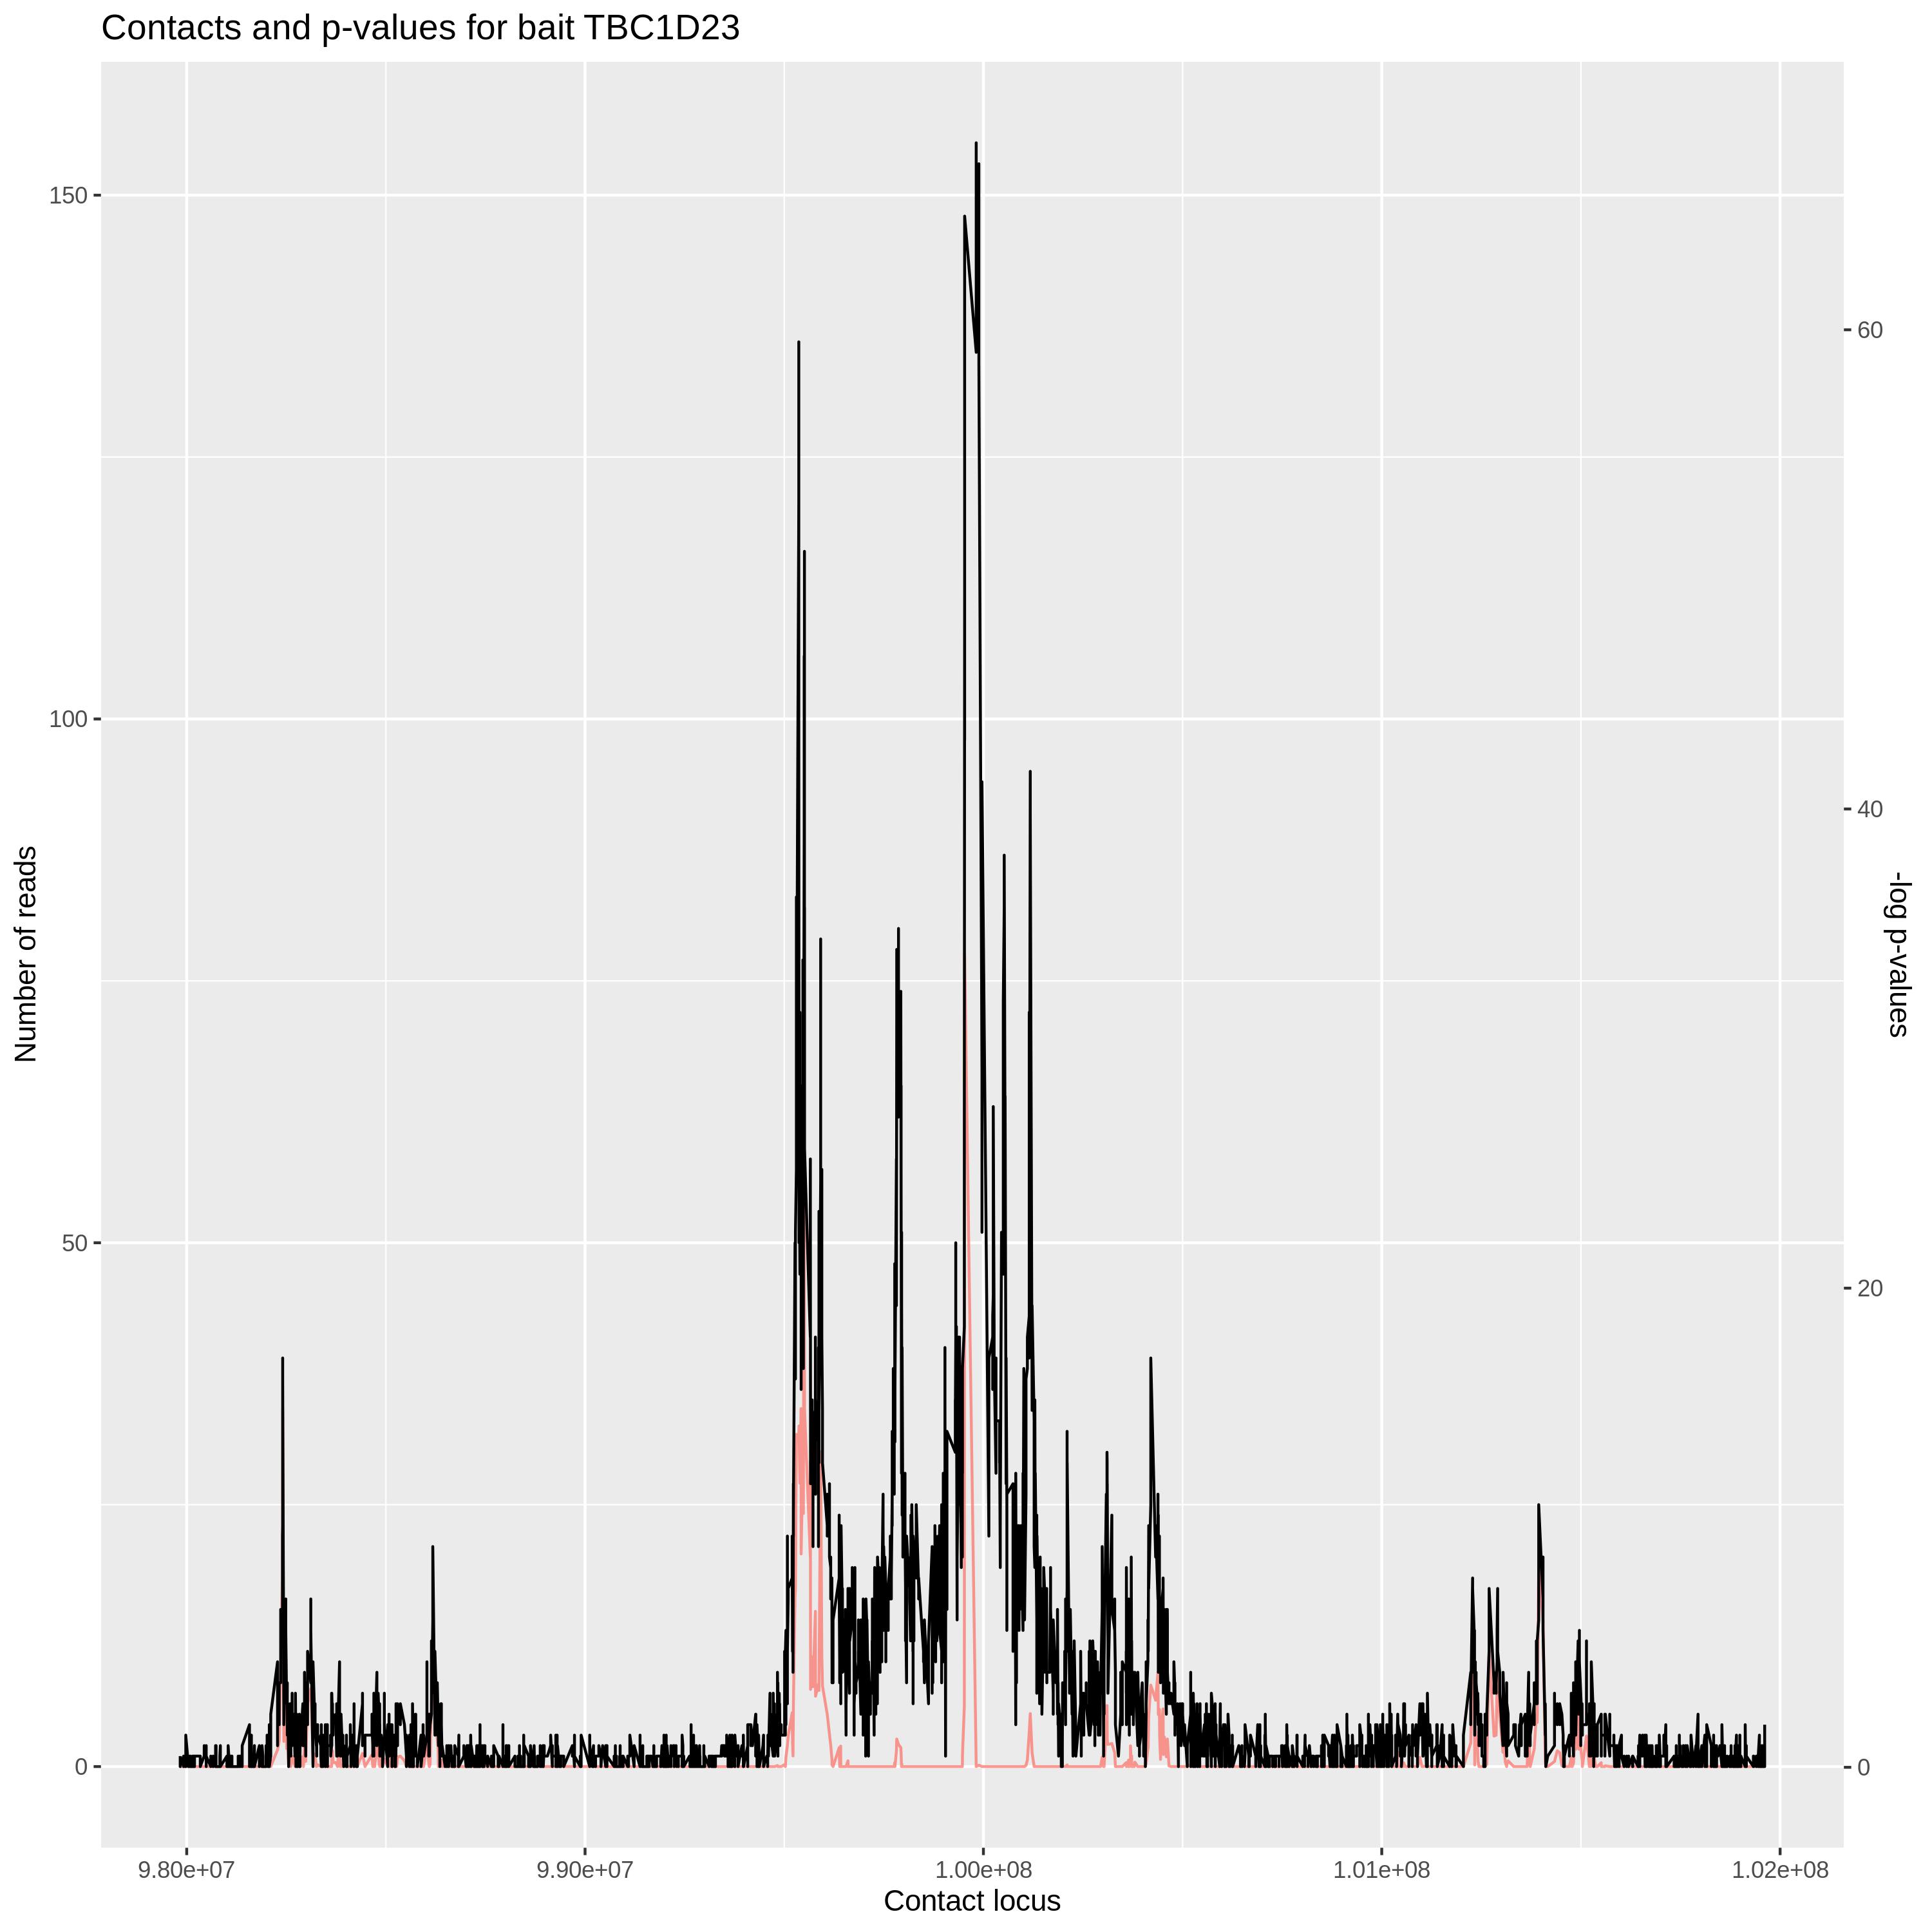 Contacts and p-values for bait TBC1D23
150
100
50
0
Number of reads
60
40
20
0
-log p-values
9.80e+07
9.90e+07
1.00e+08
1.01e+08
1.02e+08
Contact locus